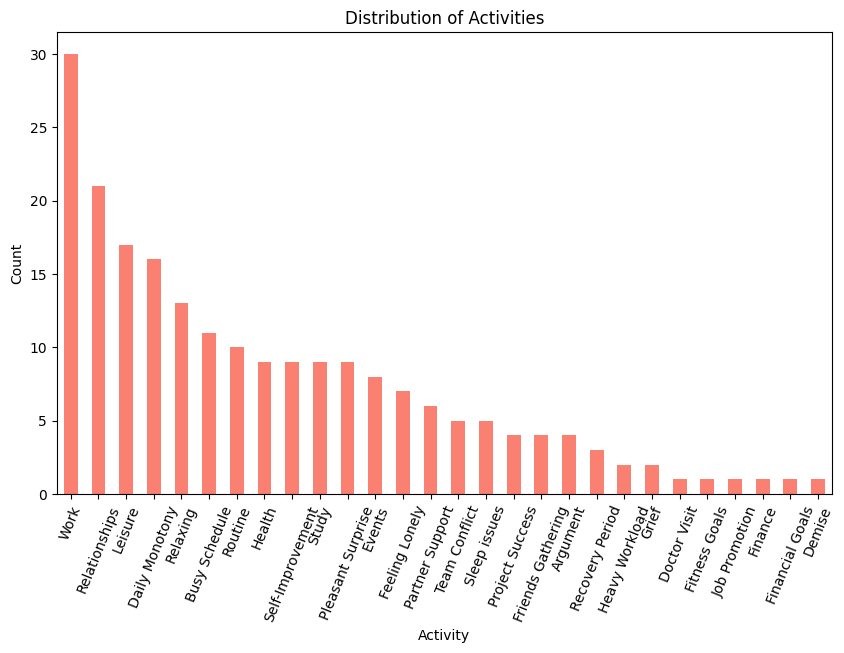 Distribution of Activities
30
25
20
15
10
5
0
Count
Work
Relationships
Leisure
Daily Monotony
Relaxing
Busy Schedule
Routine
Health
Self-Improvement
Study
Pleasant Surprise
Events
Feeling Lonely
Partner Support
Team Conflict
Sleep issues
Project Success
Friends Gathering
Argument
Recovery Period
Heavy Workload
Grief
Doctor Visit
Fitness Goals
Job Promotion
Finance
Financial Goals
Demise
Activity